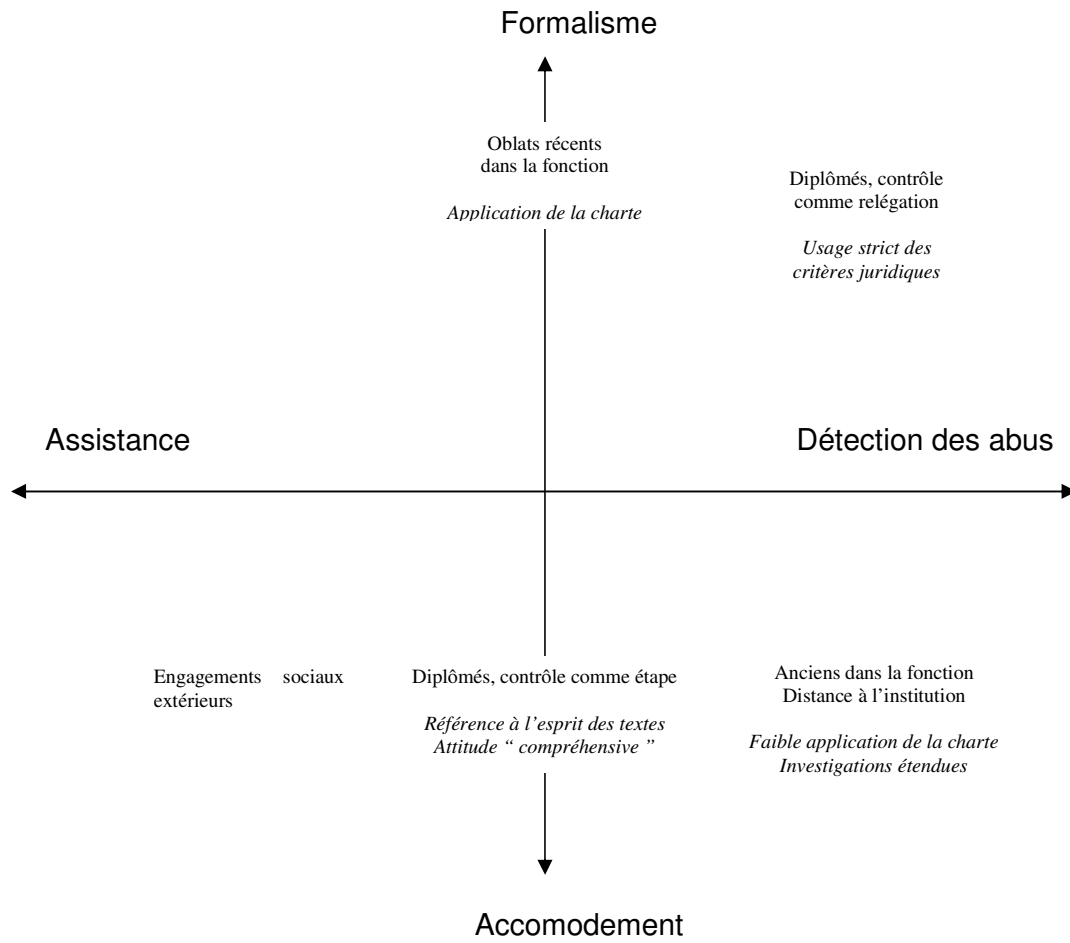 Formalisme
Oblats récents
dans la fonction
Application de la charte
Diplômés, contrôle
comme relégation
Usage strict des
critères juridiques
Assistance
Détection des abus
Engagements sociaux
extérieurs
Diplômés, contrôle comme étape
Référence à l’esprit des textes
Attitude “ compréhensive ”
Anciens dans la fonction
Distance à l’institution
Faible application de la charte
Investigations étendues
Accomodement